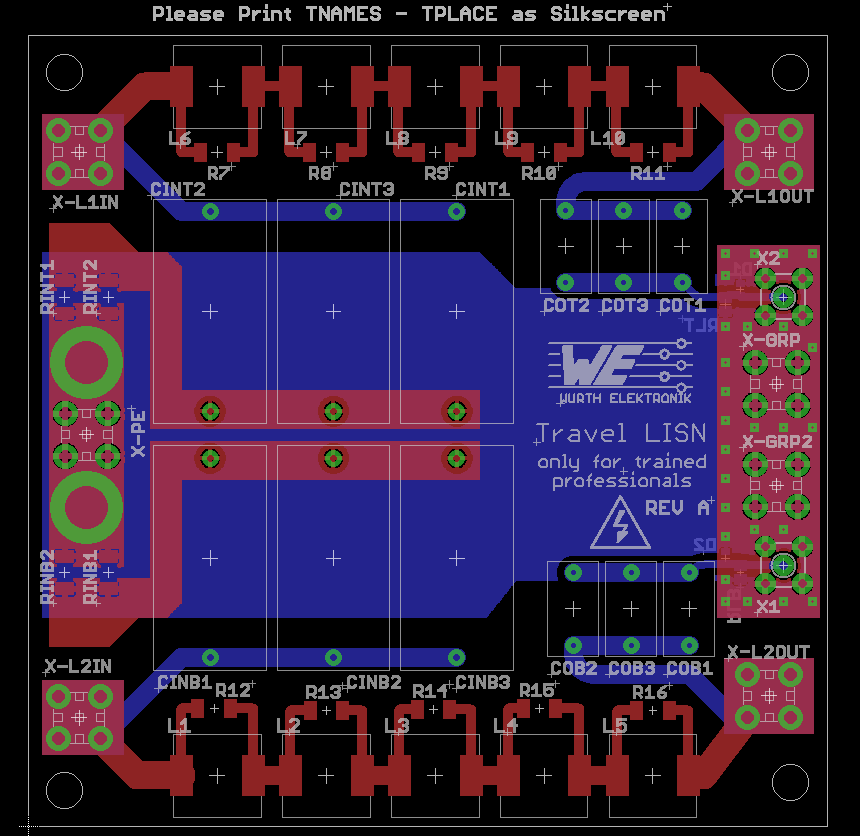 Please Print TNAMES - TPLACE as Silkscreen
L6
L7
L8
L9
L10
R7
R8
R9
R10
R11
X-L1IN
CINT2
CINT3
CINT1
X-L1OUT
RINT1
RINT2
X2
COT2
COT3
COT1
RLT
X-GRP
WE
WURTH ELEKTRONIK
X-PE
Travel LISN
X-GRP2
only for trained
professionals
REV A
D2
RINB2
RINB1
X1
X-L2IN
X-L2OUT
COB2
COB3
COB1
CINB1
R12
R13
CINB2
R14
CINB3
R15
R16
L1
L2
L3
L4
L5